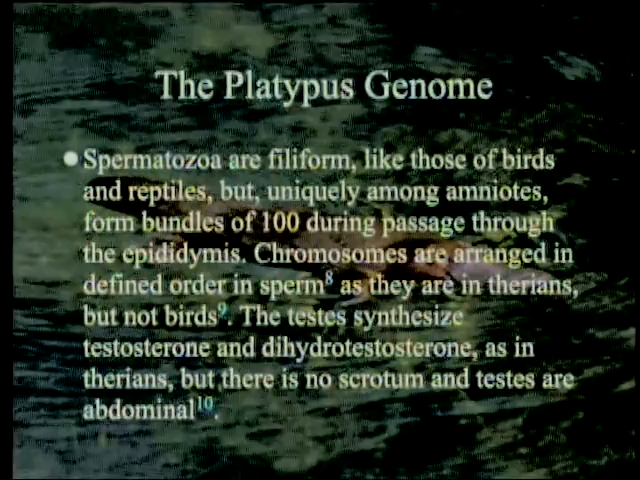 The Platypus Genome
• Spermatozoa are filiform, like those of birds
and reptiles, but, uniquely among amniotes,
form bundles of 100 during passage through
the epididymis. Chromosomes are arranged in
defined order in sperm⁸ as they are in therians,
but not birds⁹. The testes synthesize
testosterone and dihydrotestosterone, as in
therians, but there is no scrotum and testes are
abdominal¹⁰.